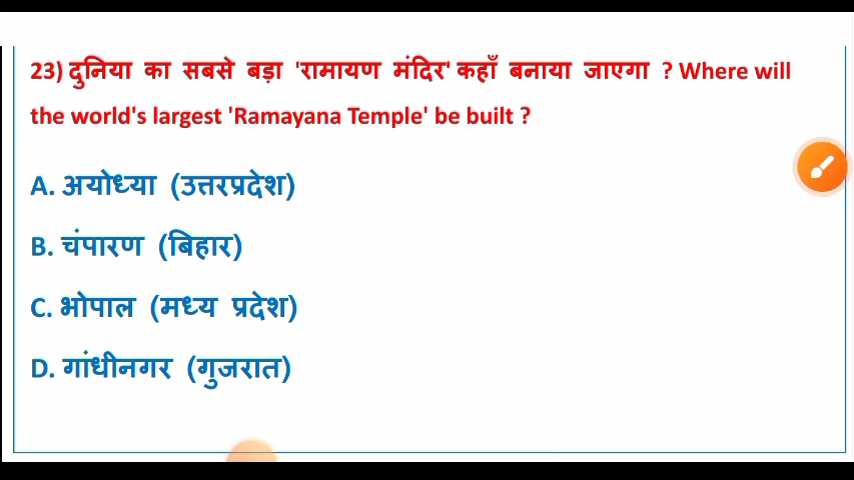 23) दुनिया का सबसे बड़ा 'रामायण मंदिर' कहाँ बनाया जाएगा ? Where will
the world's largest 'Ramayana Temple' be built ?
A. अयोध्या (उत्तरप्रदेश)
B. चंपारण (बिहार)
C. भोपाल (मध्य प्रदेश)
D. गांधीनगर (गुजरात)